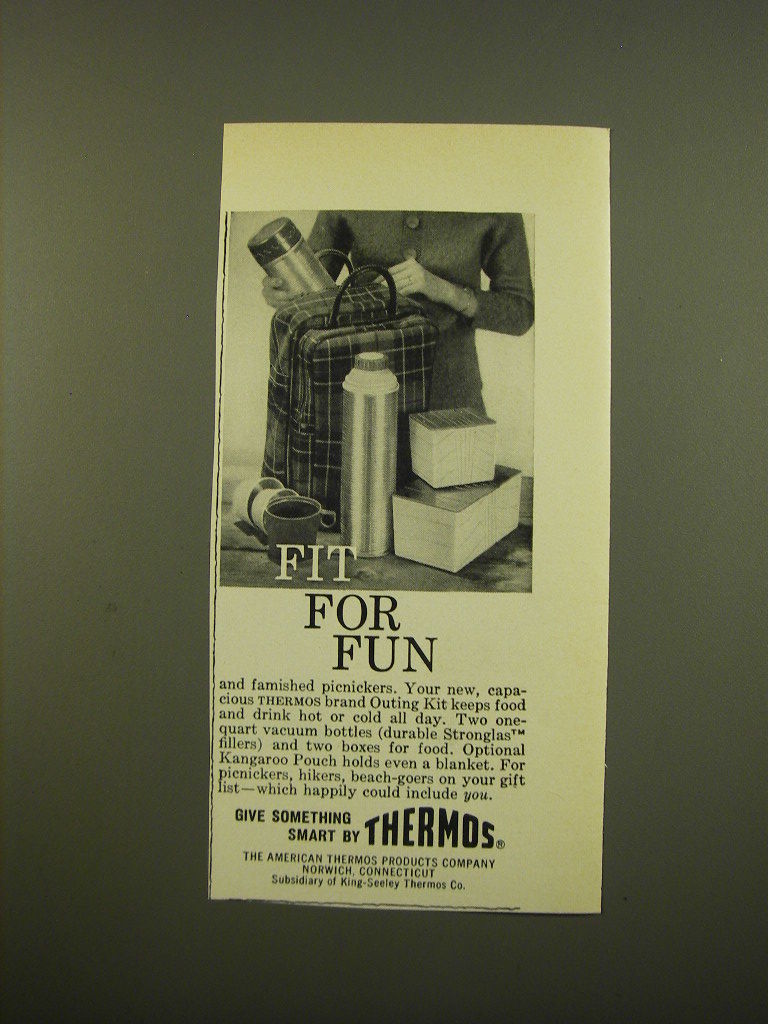 FIT
FOR
FUN
and famished picnickers. Your new, capa-
cious THERMOS brand Outing Kit keeps food
and drink hot or cold all day. Two one-
quart vacuum bottles (durable Stronglas™
fillers) and two boxes for food. Optional
Kangaroo Pouch holds even a blanket. For
picnickers, hikers, beach-goers on your gift
list—which happily could include you.
GIVE SOMETHING
SMART BY THERMOS®
THE AMERICAN THERMOS PRODUCTS COMPANY
NORWICH, CONNECTICUT
Subsidiary of King-Seeley Thermos Co.